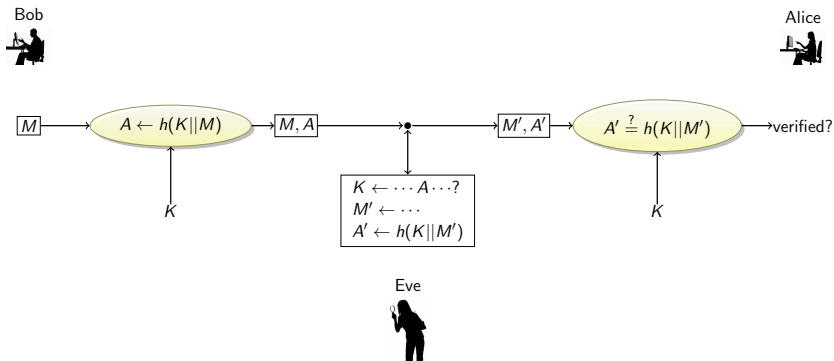 Bob
Alice
M
A ← h(K||M)
M, A
M′, A′
A′ ≟ h(K||M′)
verified?
K
K ← ⋯ A ⋯?
M′ ← ⋯
A′ ← h(K||M′)
K
Eve